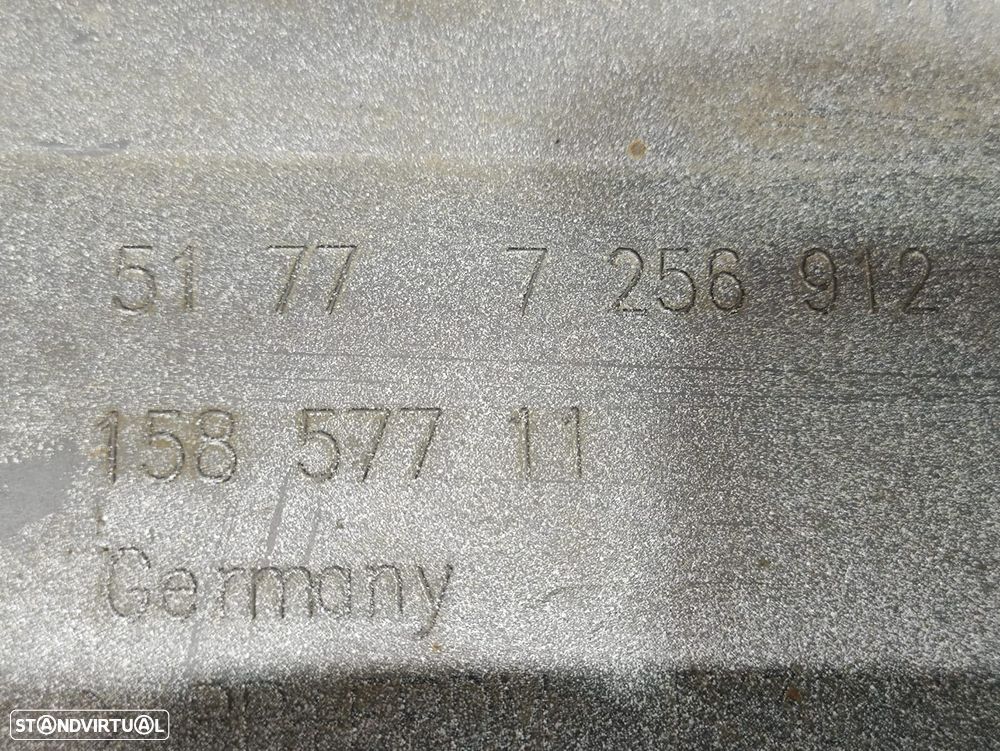 51 77 7 256 912
158 577 11
Germany
STANDVIRTUAL